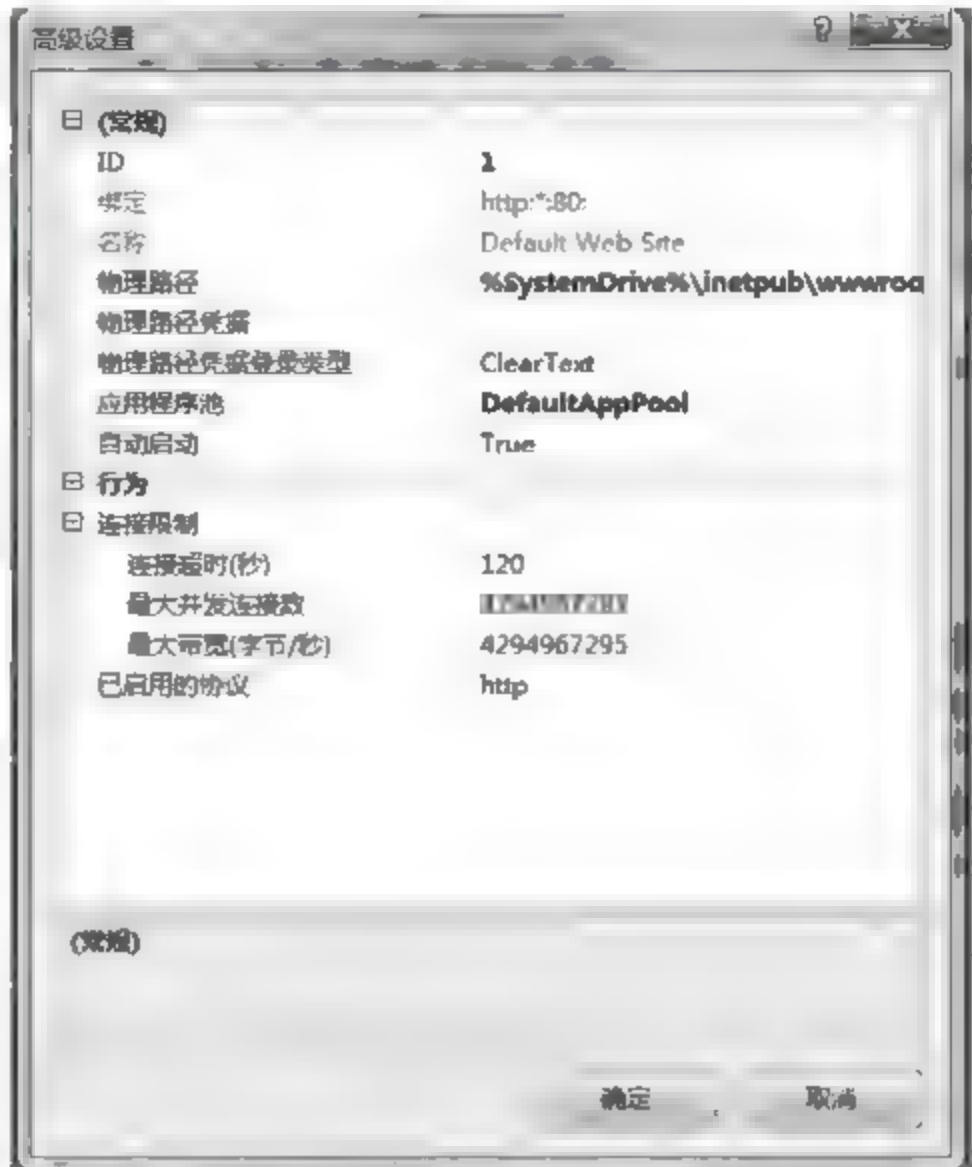 高级设置
(常规)
ID 1
绑定 http:*:80:
名称 Default Web Site
物理路径 %SystemDrive%\inetpub\wwwroo
物理路径凭据
物理路径凭据登录类型 ClearText
应用程序池 DefaultAppPool
自动启动 True
行为
连接限制
连接超时(秒) 120
最大并发连接数
最大带宽(字节/秒) 4294967295
已启用的协议 http
(常规)
确定 取消